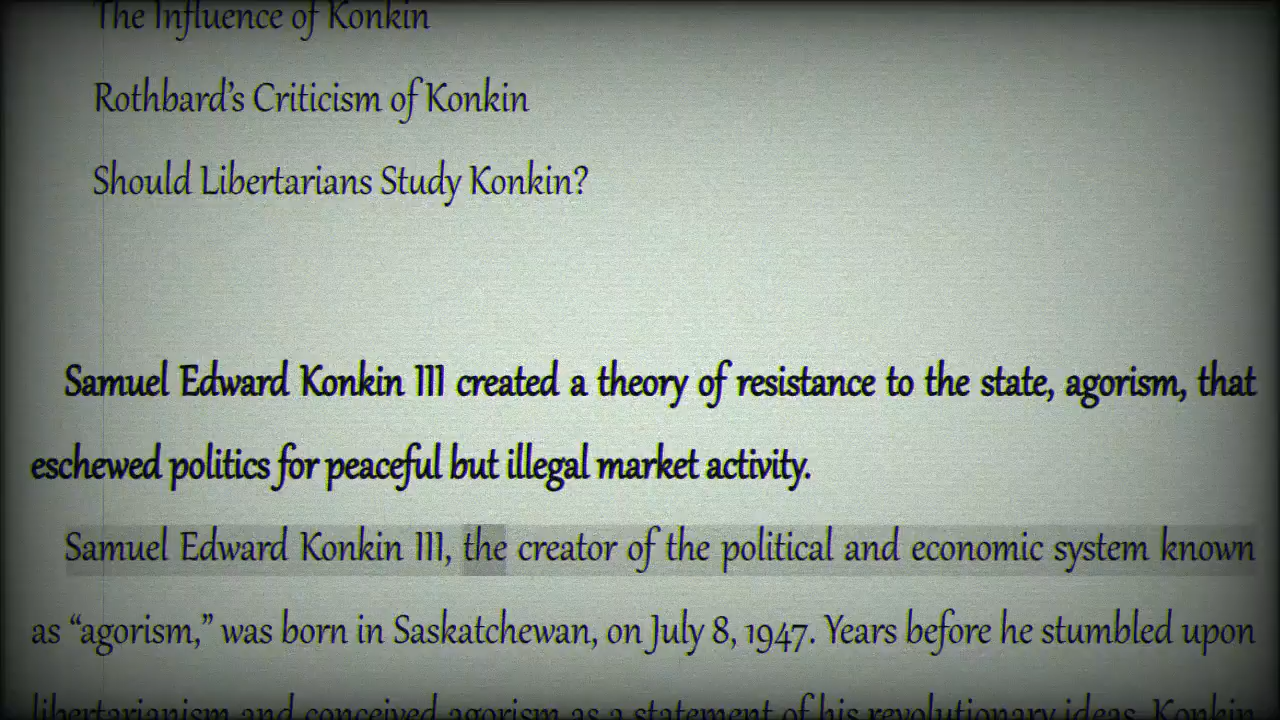 The Influence of Konkin
Rothbard's Criticism of Konkin
Should Libertarians Study Konkin?
Samuel Edward Konkin III created a theory of resistance to the state, agorism, that
eschewed politics for peaceful but illegal market activity.
Samuel Edward Konkin III, the creator of the political and economic system known
as “agorism,” was born in Saskatchewan, on July 8, 1947. Years before he stumbled upon
libertarianism and conceived agorism as a statement of his revolutionary ideas, Konkin